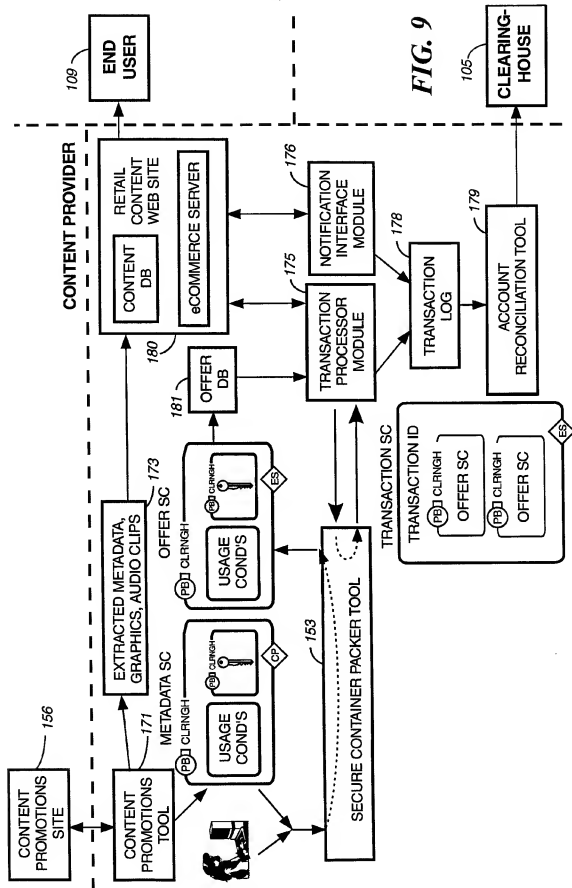 CONTENT PROVIDER
156
CONTENT
PROMOTIONS
SITE
171
CONTENT
PROMOTIONS
TOOL
173
EXTRACTED METADATA,
GRAPHICS, AUDIO CLIPS
RETAIL
CONTENT
WEB SITE
CONTENT
DB
eCOMMERCE SERVER
180
109
END
USER
METADATA SC
PB CLRNGH
USAGE
COND'S
PB CLRNGH
CP
OFFER SC
PB CLRNGH
USAGE
COND'S
PB CLRNGH
ES
181
OFFER
DB
153
SECURE CONTAINER PACKER TOOL
175
TRANSACTION
PROCESSOR
MODULE
176
NOTIFICATION
INTERFACE
MODULE
178
TRANSACTION
LOG
179
ACCOUNT
RECONCILIATION TOOL
105
CLEARING-
HOUSE
TRANSACTION SC
TRANSACTION ID
PB CLRNGH
OFFER SC
PB CLRNGH
OFFER SC
ES
FIG. 9